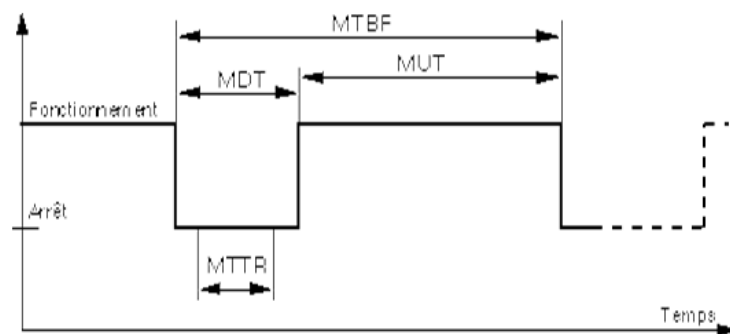 MTBF
MUT
MDT
Fonctionnement
Arrêt
MTTR
Temps